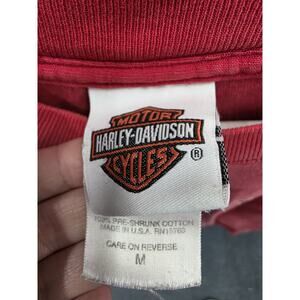 MOTOR
HARLEY-DAVIDSON
CYCLES
®
100% PRE-SHRUNK COTTON
MADE IN U.S.A. RN15763
CARE ON REVERSE
M